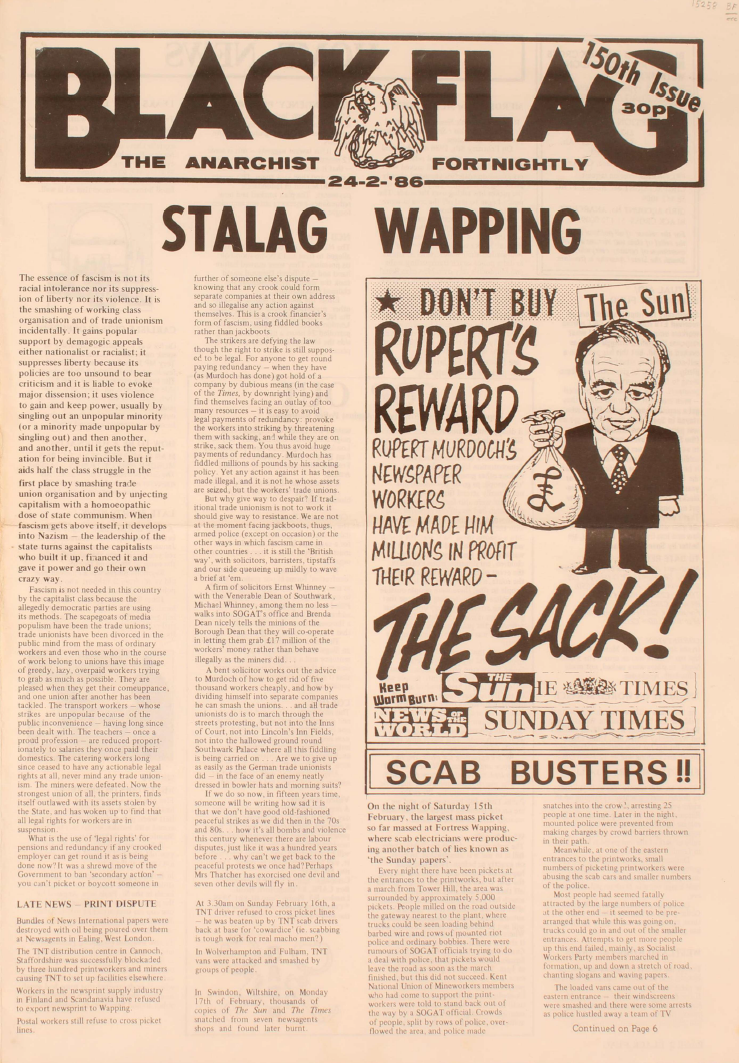 15258 BF
BLACK FLAG
150th Issue
30p
THE ANARCHIST FORTNIGHTLY
24-2-'86
STALAG WAPPING
The essence of fascism is not its
racial intolerance nor its suppress-
ion of liberty nor its violence. It is
the smashing of working class
organisation and of trade unionism
incidentally. It gains popular
support by demagogic appeals
either nationalist or racialist; it
suppresses liberty because its
policies are too unsound to bear
criticism and it is liable to evoke
major dissension; it uses violence
to gain and keep power, usually by
singling out an unpopular minority
(or a minority made unpopular by
singling out) and then another,
and another, until it gets the reput-
ation for being invincible. But it
aids half the class struggle in the
first place by smashing trade
union organisation and by unjecting
capitalism with a homoeopathic
dose of state communism. When
fascism gets above itself, it develops
into Nazism — the leadership of the
state turns against the capitalists
who built it up, financed it and
gave it power and go their own
crazy way.
Fascism is not needed in this country
by the capitalist class because the
allegedly democratic parties are using
its methods. The scapegoats of media
populism have been the trade unions;
trade unionists have been divorced in the
public mind from the mass of ordinary
workers and even those who in the course
of work belong to unions have this image
of greedy, lazy, overpaid workers trying
to grab as much as possible. They are
pleased when they get their comeuppance,
and one union after another has been
tackled. The transport workers — whose
strikes are unpopular because of the
public inconvenience — having long since
been dealt with. The teachers — once a
proud profession — are reduced proport-
ionately to salaries they once paid their
domestics. The catering workers long
since ceased to have any actionable legal
rights at all, never mind any trade union-
ism. The miners were defeated. Now the
strongest union of all, the printers, finds
itself outlawed with its assets stolen by
the State, and has woken up to find that
all legal rights for workers are in
suspension.
What is the use of 'legal rights' for
pensions and redundancy if any crooked
employer can get round it as is being
done now? It was a shrewd move of the
Government to ban 'secondary action' —
you can't picket or boycott someone in
LATE NEWS — PRINT DISPUTE
Bundles of News International papers were
destroyed with oil being poured over them
at Newsagents in Ealing, West London.
The TNT distribution centre in Cannoch,
Staffordshire was successfully blockaded
by three hundred printworkers and miners
causing TNT to set up facilities elsewhere.
Workers in the newsprint supply industry
in Finland and Scandanavia have refused
to export newsprint to Wapping.
Postal workers still refuse to cross picket
lines.
further of someone else's dispute —
knowing that any crook could form
separate companies at their own address
and so illegalise any action against
themselves. This is a crook financier's
form of fascism, using fiddled books
rather than jackboots.
The strikers are defying the law
though the right to strike is still suppos-
ed to be legal. For anyone to get round
paying redundancy — when they have
(as Murdoch has done) got hold of a
company by dubious means (in the case
of the Times, by downright lying) and
find themselves facing an outlay of too
many resources — it is easy to avoid
legal payments of redundancy: provoke
the workers into striking by threatening
them with sacking, and while they are on
strike, sack them. You thus avoid huge
payments of redundancy. Murdoch has
fiddled millions of pounds by his sacking
policy. Yet any action against it has been
made illegal, and it is not he whose assets
are seized, but the workers' trade unions.
But why give way to despair? If trad-
itional trade unionism is not to work it
should give way to resistance. We are not
at the moment facing jackboots, thugs,
armed police (except on occasion) or the
other ways in which fascism came in
other countries . . . it is still the 'British
way', with solicitors, barristers, tipstaffs
and our side queueing up mildly to wave
a brief at 'em.
A firm of solicitors Ernst Whinney —
with the Venerable Dean of Southwark,
Michael Whinney, among them no less —
walks into SOGAT's office and Brenda
Dean nicely tells the minions of the
Borough Dean that they will co-operate
in letting them grab £17 million of the
workers' money rather than behave
illegally as the miners did. . .
A bent solicitor works out the advice
to Murdoch of how to get rid of five
thousand workers cheaply, and how by
dividing himself into separate companies
he can smash the unions. . . and all trade
unionists do is to march through the
streets protesting, but not into the Inns
of Court, not into Lincoln's Inn Fields,
not into the hallowed ground round
Southwark Palace where all this fiddling
is being carried on . . . Are we to give up
as easily as the German trade unionists
did — in the face of an enemy neatly
dressed in bowler hats and morning suits?
If we do so now, in fifteen years time,
someone will be writing how sad it is
that we don't have good old-fashioned
peaceful strikes as we did then in the '70s
and 80s. . . how it's all bombs and violence
this century whenever there are labour
disputes, just like it was a hundred years
before . . . why can't we get back to the
peaceful protests we once had? Perhaps
Mrs Thatcher has exorcised one devil and
seven other devils will fly in.
At 3.30am on Sunday February 16th, a
TNT driver refused to cross picket lines
— he was beaten up by TNT scab drivers
back at base for 'cowardice' (ie. scabbing
is tough work for real macho men?)
In Wolverhampton and Fulham, TNT
vans were attacked and smashed by
groups of people.
In Swindon, Wiltshire, on Monday
17th of February, thousands of
copies of The Sun and The Times
snatched from seven newsagents
shops and found later burnt.
★ DON'T BUY The Sun
RUPERT'S
REWARD
RUPERT MURDOCH'S
NEWSPAPER
WORKERS
HAVE MADE HIM
MILLIONS IN PROFIT
THEIR REWARD –
£
THE SACK!
Keep
Warm Burn:
THE Sun
HE TIMES
NEWS OF THE WORLD
SUNDAY TIMES
SCAB BUSTERS!!
On the night of Saturday 15th
February, the largest mass picket
so far massed at Fortress Wapping,
where scab electricians were produc-
ing another batch of lies known as
'the Sunday papers'.
Every night there have been pickets at
the entrances to the printworks, but after
a march from Tower Hill, the area was
surrounded by approximately 5,000
pickets. People milled on the road outside
the gateway nearest to the plant, where
trucks could be seen loading behind
barbed wire and rows of mounted riot
police and ordinary bobbies. There were
rumours of SOGAT officials trying to do
a deal with police, that pickets would
leave the road as soon as the march
finished, but this did not succeed. Kent
National Union of Mineworkers members
who had come to support the print-
workers were told to stand back out of
the way by a SOGAT official. Crowds
of people, split by rows of police, over-
flowed the area, and police made
snatches into the crowd, arresting 25
people at one time. Later in the night,
mounted police were prevented from
making charges by crowd barriers thrown
in their path.
Meanwhile, at one of the eastern
entrances to the printworks, small
numbers of picketing printworkers were
abusing the scab cars and smaller numbers
of the police.
Most people had seemed fatally
attracted by the large numbers of police
at the other end — it seemed to be pre-
arranged that while this was going on,
trucks could go in and out of the smaller
entrances. Attempts to get more people
up this end failed, mainly, as Socialist
Workers Party members marched in
formation, up and down a stretch of road,
chanting slogans and waving papers.
The loaded vans came out of the
eastern entrance — their windscreens
were smashed and there were some arrests
as police hustled away a team of TV
Continued on Page 6